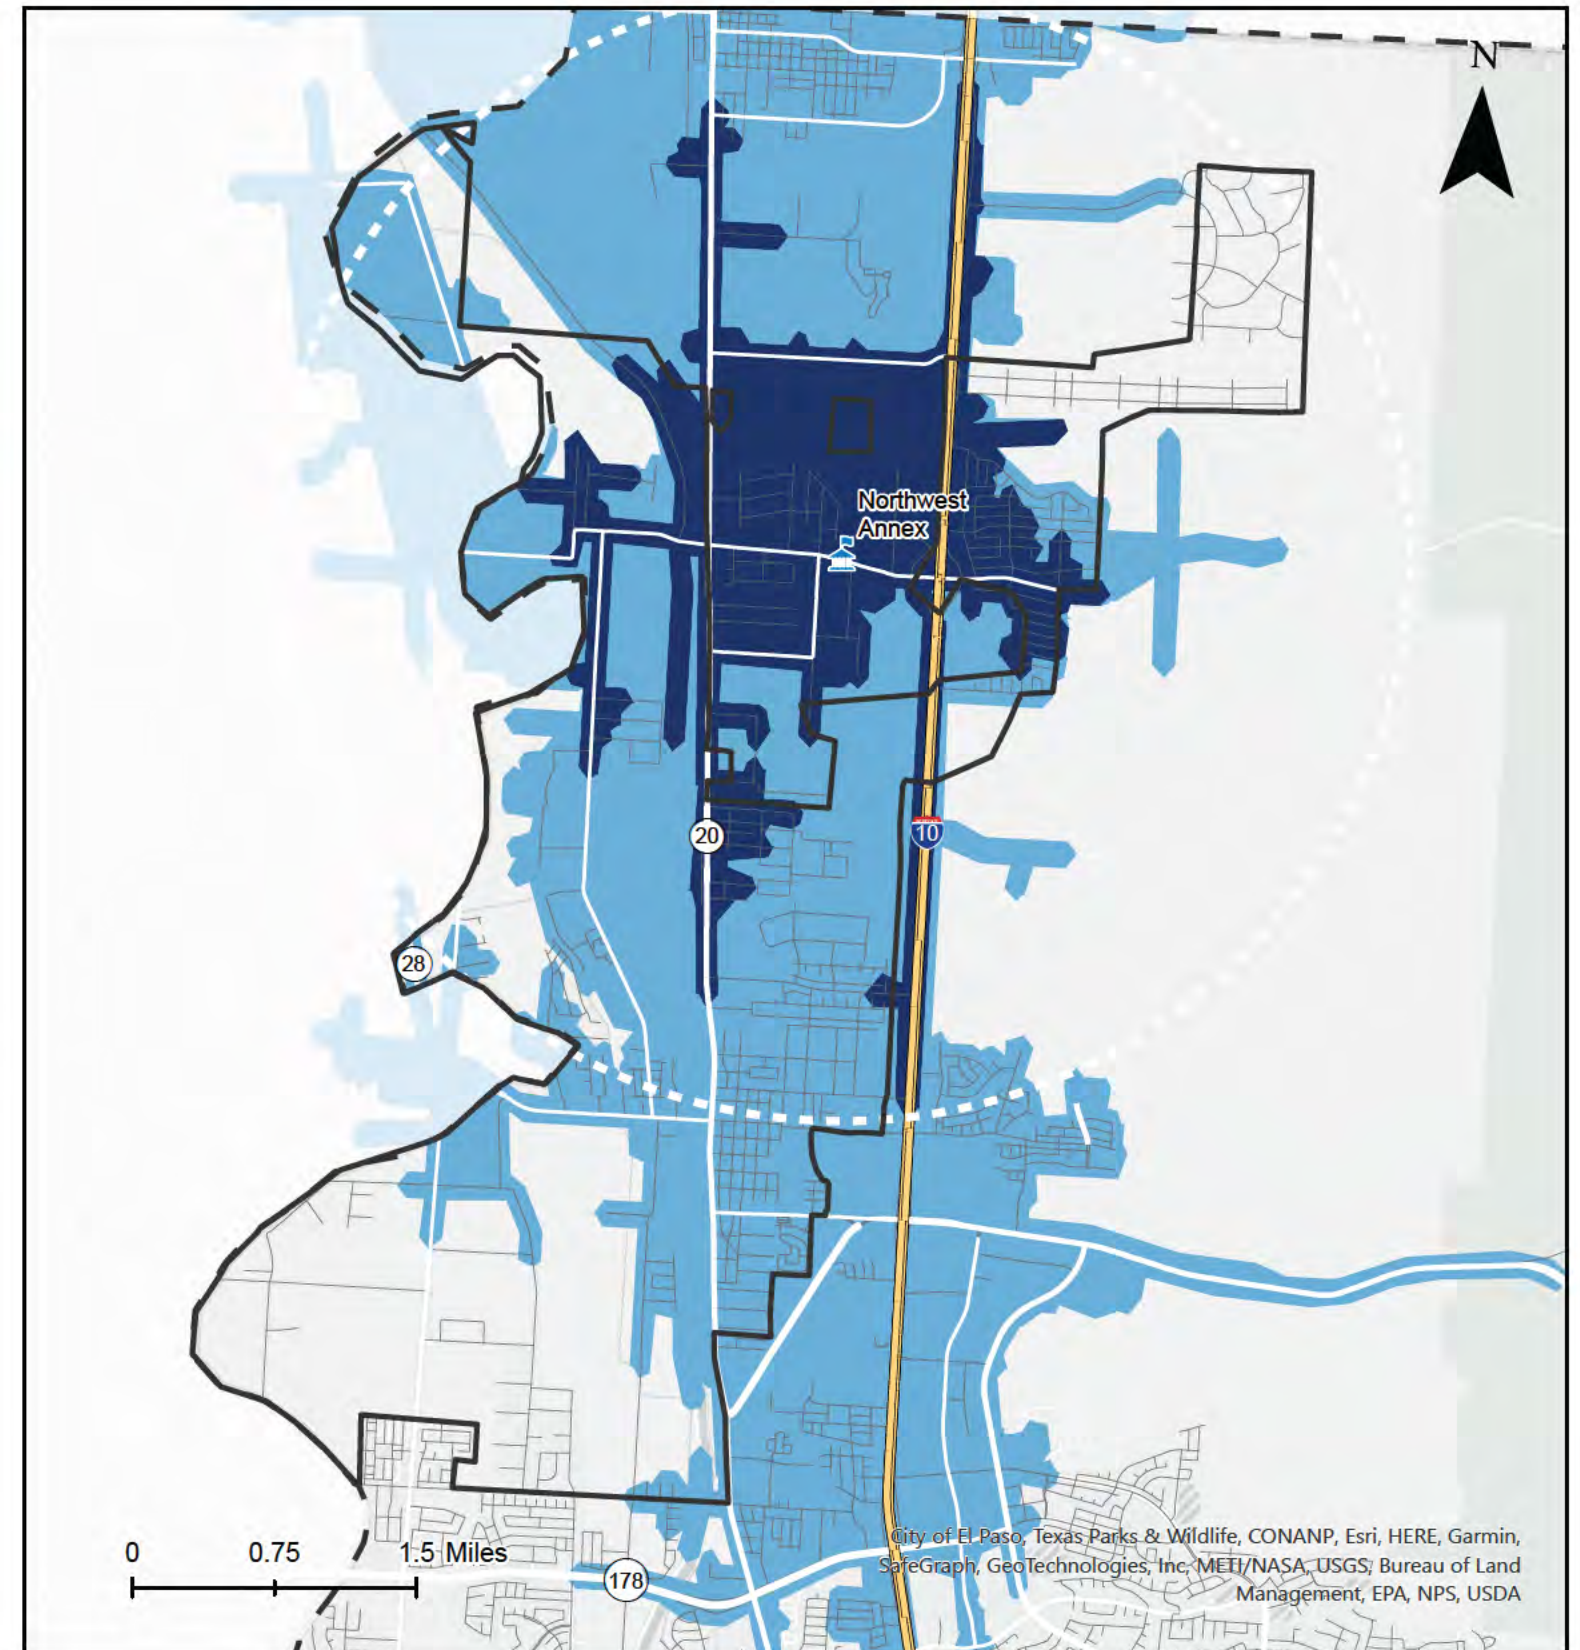 N
Northwest
Annex
20
10
28
0 0.75 1.5 Miles
178
City of El Paso, Texas Parks & Wildlife, CONANP, Esri, HERE, Garmin,
SafeGraph, GeoTechnologies, Inc, METI/NASA, USGS, Bureau of Land
Management, EPA, NPS, USDA